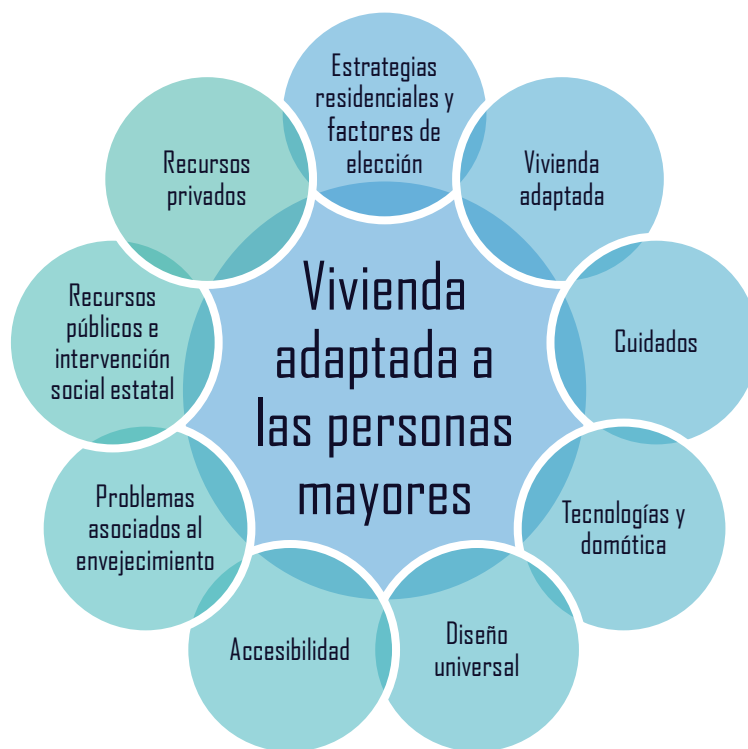 Estrategias
residenciales y
factores de
elección
Vivienda
adaptada
Cuidados
Tecnologías y
domótica
Diseño
universal
Accesibilidad
Problemas
asociados al
envejecimiento
Recursos
públicos e
intervención
social estatal
Recursos
privados
Vivienda
adaptada a
las personas
mayores